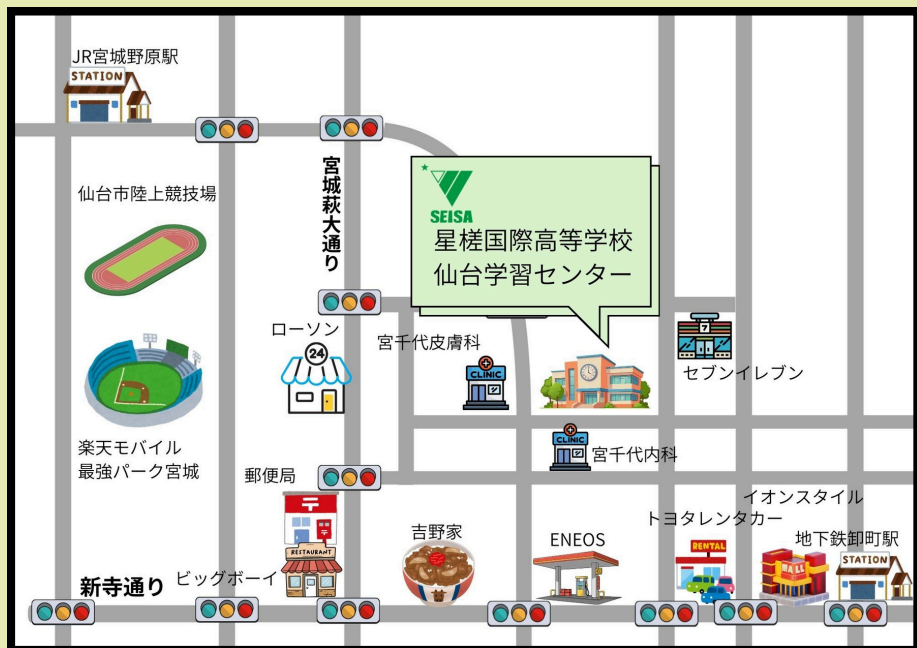 JR宮城野原駅
STATION
仙台市陸上競技場
宮城萩大通り
SEISA
星槎国際高等学校
仙台学習センター
ローソン
24
宮千代皮膚科
CLINIC
7
セブンイレブン
楽天モバイル
最強パーク宮城
CLINIC
宮千代内科
郵便局
〒
RESTAURANT
ビッグボーイ
新寺通り
吉野家
ENEOS
イオンスタイル
トヨタレンタカー
RENTAL
MALL
地下鉄卸町駅
STATION